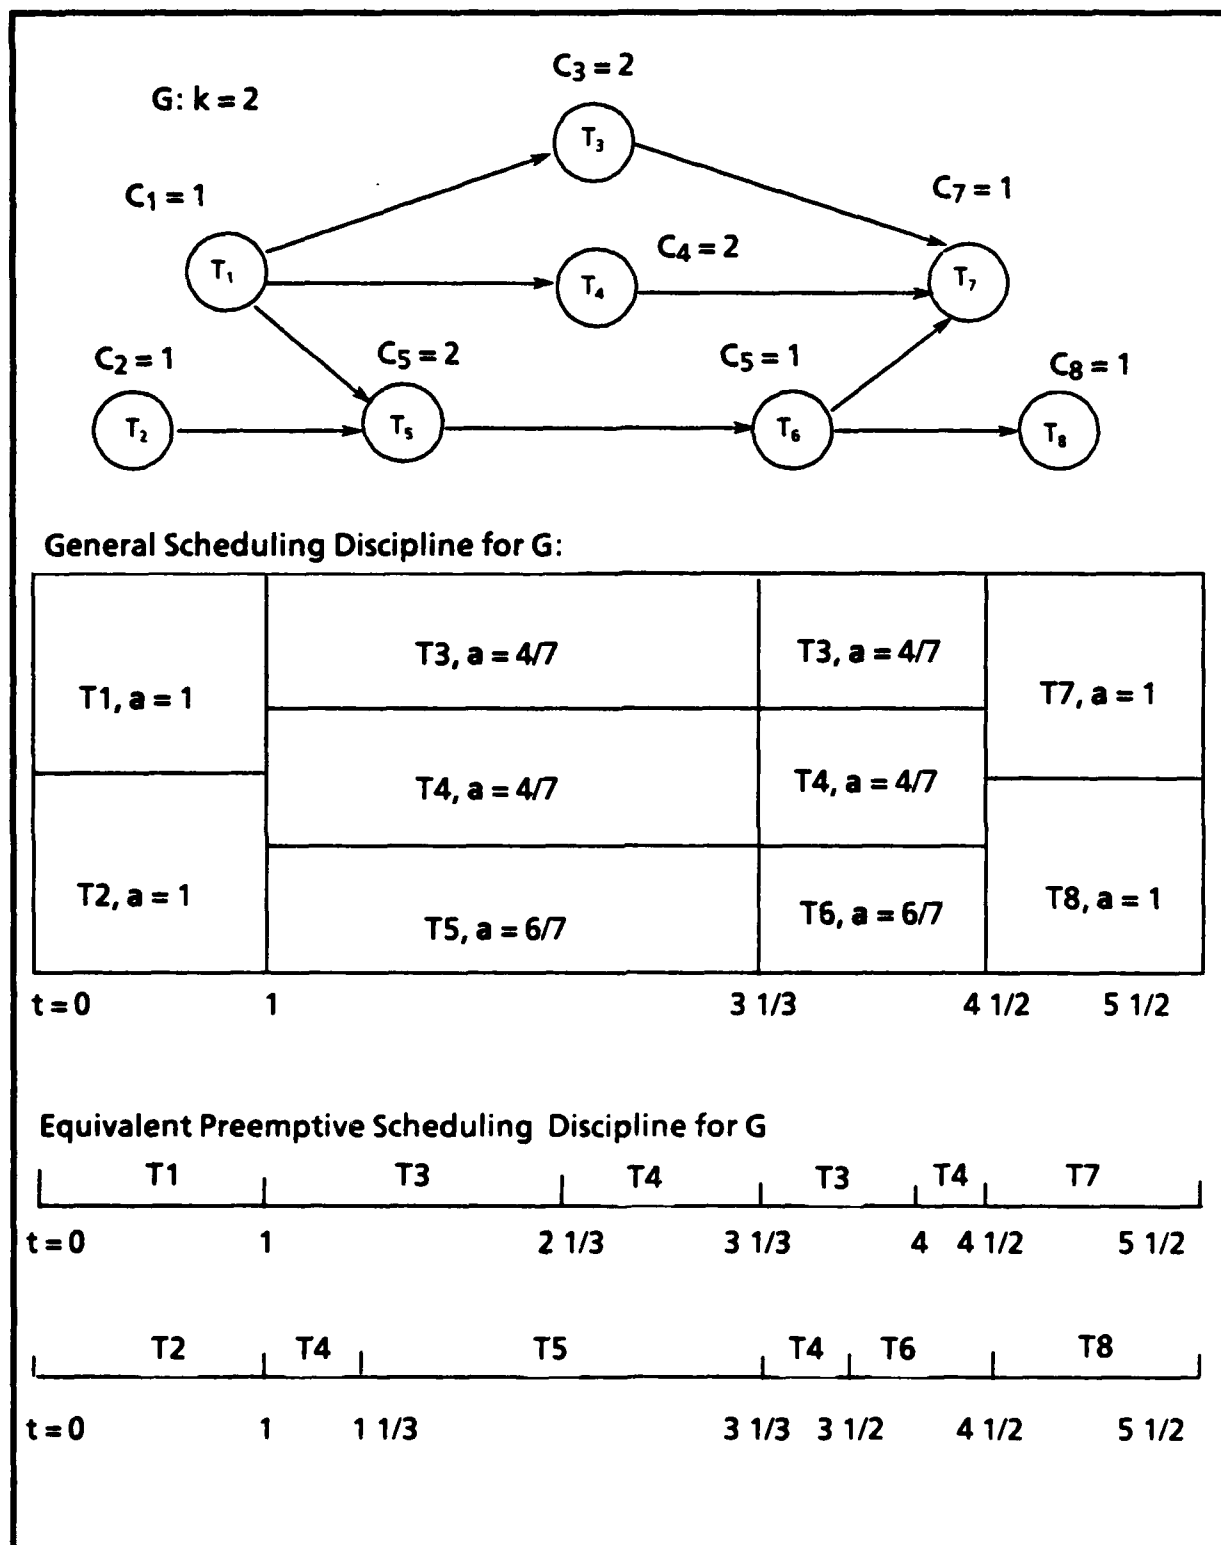 C3 = 2
G: k = 2
T3
C1 = 1
C7 = 1
C4 = 2
T1
T4
T7
C2 = 1
C5 = 2
C5 = 1
C8 = 1
T2
T5
T6
T8
General Scheduling Discipline for G:
T3, a = 4/7
T3, a = 4/7
T1, a = 1
T7, a = 1
T4, a = 4/7
T4, a = 4/7
T2, a = 1
T5, a = 6/7
T6, a = 6/7
T8, a = 1
t = 0 1 3 1/3 4 1/2 5 1/2
Equivalent Preemptive Scheduling Discipline for G
T1 T3 T4 T3 T4 T7
t = 0 1 2 1/3 3 1/3 4 4 1/2 5 1/2
T2 T4 T5 T4 T6 T8
t = 0 1 1 1/3 3 1/3 3 1/2 4 1/2 5 1/2